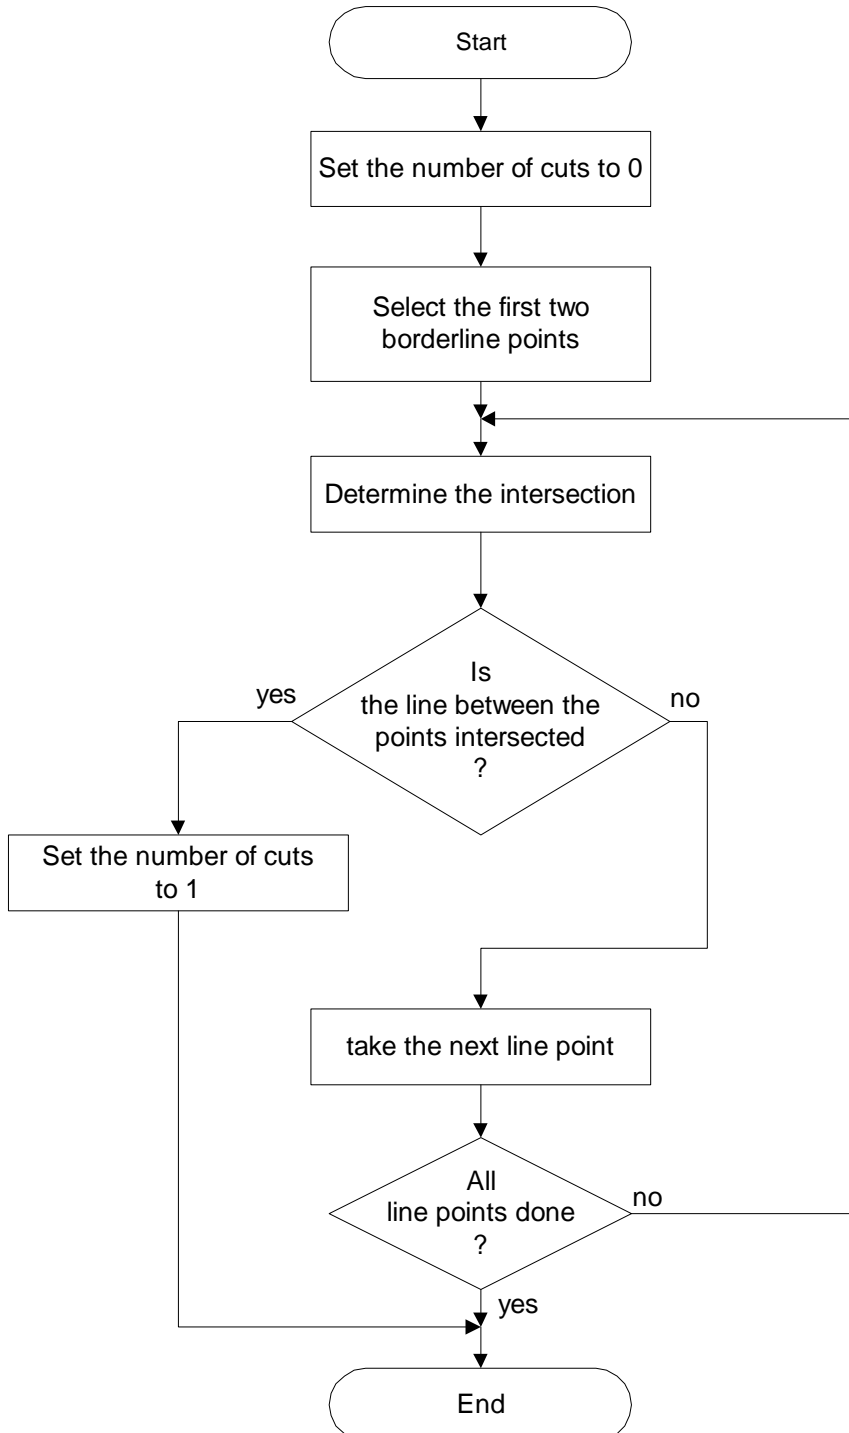 Start
Set the number of cuts to 0
Select the first two
borderline points
Determine the intersection
Is
the line between the
points intersected
?
yes
no
Set the number of cuts
to 1
take the next line point
All
line points done
?
no
yes
End